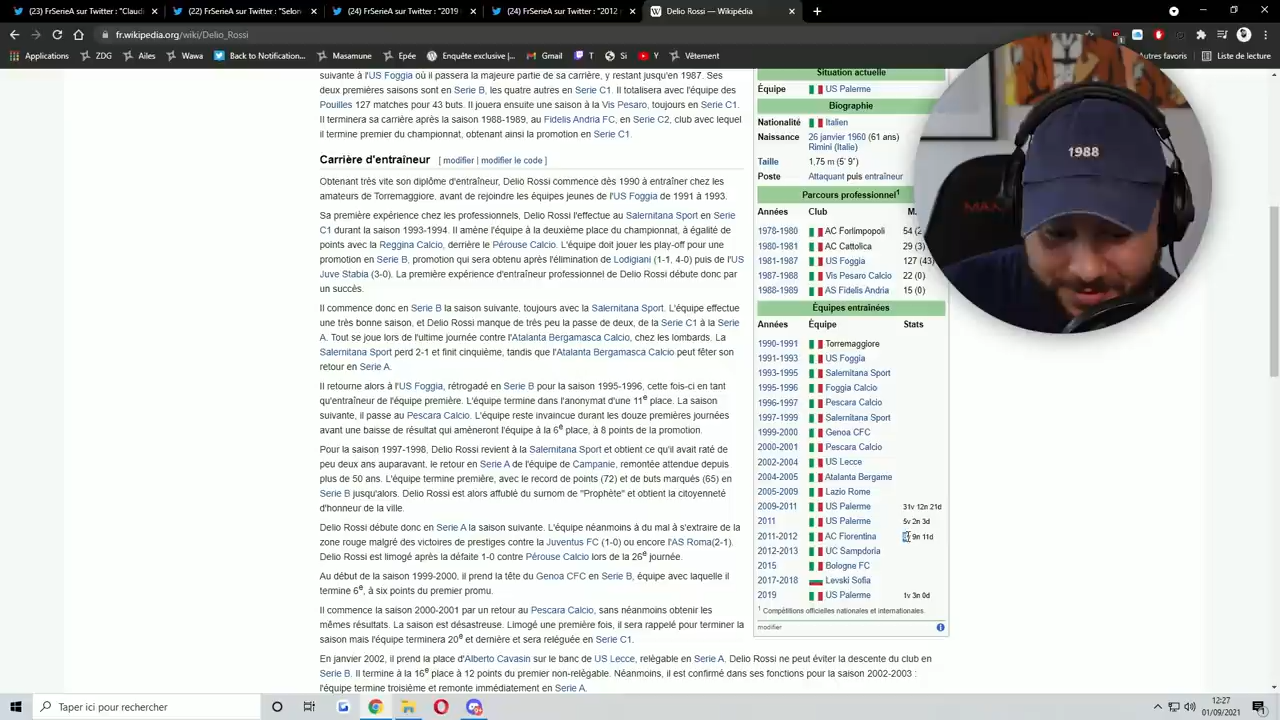 (24) FrSinsert on Twitter: "Claud
(22) FrSinsert on Twitter: "Selon
(24) FrSinsert on Twitter: "2019
(24) FrSinsert on Twitter: "2012
Delio Rossi — Wikipédia
fr.wikipedia.org/wiki/Delio_Rossi
Applications
ZDG
Ailes
Wawa
Back to Notification...
Masamune
Epée
Enquête exclusive |...
Gmail
Si
Y
Vêtement
autres favoris
Liste de lecture
suivante à l'US Foggia où il passera la majeure partie de sa carrière, y restant jusqu'en 1987. Ses
deux premières saisons sont en Serie B, les quatre autres en Serie C1. Il totalisera avec l'équipe des
Pouilles 127 matches pour 43 buts. Il jouera ensuite une saison à la Vis Pesaro, toujours en Serie C1.
Il terminera sa carrière après la saison 1988-1989, au Fidelis Andria FC, en Serie C2, club avec lequel
il termine premier du championnat, obtenant ainsi la promotion en Serie C1.
Carrière d'entraîneur [ modifier | modifier le code ]
Obtenant très vite son diplôme d'entraîneur, Delio Rossi commence dès 1990 à entraîner chez les
amateurs de Torremaggiore, avant de rejoindre les équipes jeunes de l'US Foggia de 1991 à 1993.
Sa première expérience chez les professionnels, Delio Rossi l'effectue au Salernitana Sport en Serie
C1 durant la saison 1993-1994. Il amène l'équipe à la deuxième place du championnat, à égalité de
points avec la Reggina Calcio, derrière le Pérouse Calcio. L'équipe doit jouer les play-off pour une
promotion en Serie B, promotion qui sera obtenu après l'élimination de Lodigiani (1-1, 4-0) puis de l'US
Juve Stabia (3-0). La première expérience d'entraîneur professionnel de Delio Rossi débute donc par
un succès.
Il commence donc en Serie B la saison suivante, toujours avec la Salernitana Sport. L'équipe effectue
une très bonne saison, et Delio Rossi manque de très peu la passe de deux, de la Serie C1 à la Serie
A. Tout se joue lors de l'ultime journée contre l'Atalanta Bergamasca Calcio, chez les lombards. La
Salernitana Sport perd 2-1 et finit cinquième, tandis que l'Atalanta Bergamasca Calcio peut fêter son
retour en Serie A.
Il retourne alors à l'US Foggia, rétrogadé en Serie B pour la saison 1995-1996, cette fois-ci en tant
qu'entraîneur de l'équipe première. L'équipe termine dans l'anonymat d'une 11e place. La saison
suivante, il passe au Pescara Calcio. L'équipe reste invaincue durant les douze premières journées
avant une baisse de résultat qui amèneront l'équipe à la 6e place, à 8 points de la promotion.
Pour la saison 1997-1998, Delio Rossi revient à la Salernitana Sport et obtient ce qu'il avait raté de
peu deux ans auparavant, le retour en Serie A de l'équipe de Campanie, remontée attendue depuis
plus de 50 ans. L'équipe termine première, avec le record de points (72) et de buts marqués (65) en
Serie B jusqu'alors. Delio Rossi est alors affublé du surnom de "Prophète" et obtient la citoyenneté
d'honneur de la ville.
Delio Rossi débute donc en Serie A la saison suivante. L'équipe néanmoins à du mal à s'extraire de la
zone rouge malgré des victoires de prestiges contre la Juventus FC (1-0) ou encore l'AS Roma(2-1).
Delio Rossi est limogé après la défaite 1-0 contre Pérouse Calcio lors de la 26e journée.
Au début de la saison 1999-2000, il prend la tête du Genoa CFC en Serie B, équipe avec laquelle il
termine 6e, à six points du premier promu.
Il commence la saison 2000-2001 par un retour au Pescara Calcio, sans néanmoins obtenir les
mêmes résultats. La saison est désastreuse. Limogé une première fois, il sera rappelé pour terminer la
saison mais l'équipe terminera 20e et dernière et sera reléguée en Serie C1.
En janvier 2002, il prend la place d'Alberto Cavasin sur le banc de US Lecce, relégable en Serie A. Delio Rossi ne peut éviter la descente du club en
Serie B. Il termine à la 16e place à 12 points du premier non-relégable. Néanmoins, il est confirmé dans ses fonctions pour la saison 2002-2003 :
l'équipe termine troisième et remonte immédiatement en Serie A.
Situation actuelle
Équipe US Palerme
Biographie
Nationalité Italien
Naissance 26 janvier 1960 (61 ans)
Rimini (Italie)
Taille 1,75 m (5′ 9″)
Poste Attaquant puis entraîneur
Parcours professionnel1
Années Club M.
1978-1980 AC Forlimpopoli 54 (2
1980-1981 AC Cattolica 29 (3)
1981-1987 US Foggia 127 (43)
1987-1988 Vis Pesaro Calcio 22 (0)
1988-1989 AS Fidelis Andria 15 (0)
Équipes entraînées
Années Équipe Stats
1990-1991 Torremaggiore
1991-1993 US Foggia
1993-1995 Salernitana Sport
1995-1996 Foggia Calcio
1996-1997 Pescara Calcio
1997-1999 Salernitana Sport
1999-2000 Genoa CFC
2000-2001 Pescara Calcio
2002-2004 US Lecce
2004-2005 Atalanta Bergame
2005-2009 Lazio Rome
2009-2011 US Palerme 31v 12n 21d
2011 US Palerme 5v 2n 3d
2011-2012 AC Fiorentina 9n 11d
2012-2013 UC Sampdoria
2015 Bologne FC
2017-2018 Levski Sofia
2019 US Palerme 1v 3n 0d
1 Compétitions officielles nationales et internationales.
modifier
1988
Taper ici pour rechercher
12:27
01/09/2021